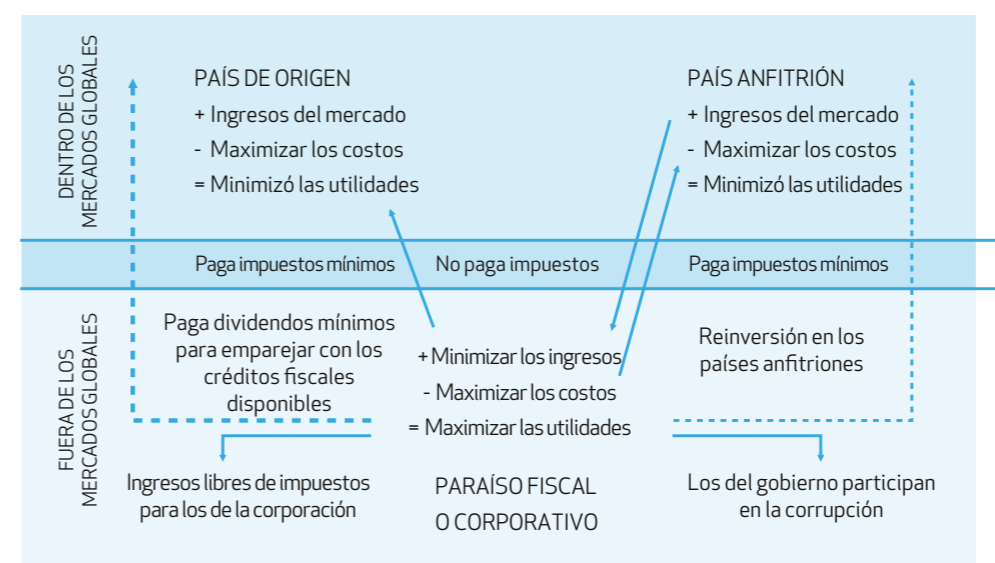 DENTRO DE LOS
MERCADOS GLOBALES
PAÍS DE ORIGEN
+ Ingresos del mercado
- Maximizar los costos
= Minimizó las utilidades
PAÍS ANFITRIÓN
+ Ingresos del mercado
- Maximizar los costos
= Minimizó las utilidades
Paga impuestos mínimos
No paga impuestos
Paga impuestos mínimos
FUERA DE LOS
MERCADOS GLOBALES
Paga dividendos mínimos
para emparejar con los
créditos fiscales
disponibles
+ Minimizar los ingresos
- Maximizar los costos
= Maximizar las utilidades
Reinversión en los
países anfitriones
Ingresos libres de impuestos
para los de la corporación
PARAÍSO FISCAL
O CORPORATIVO
Los del gobierno participan
en la corrupción